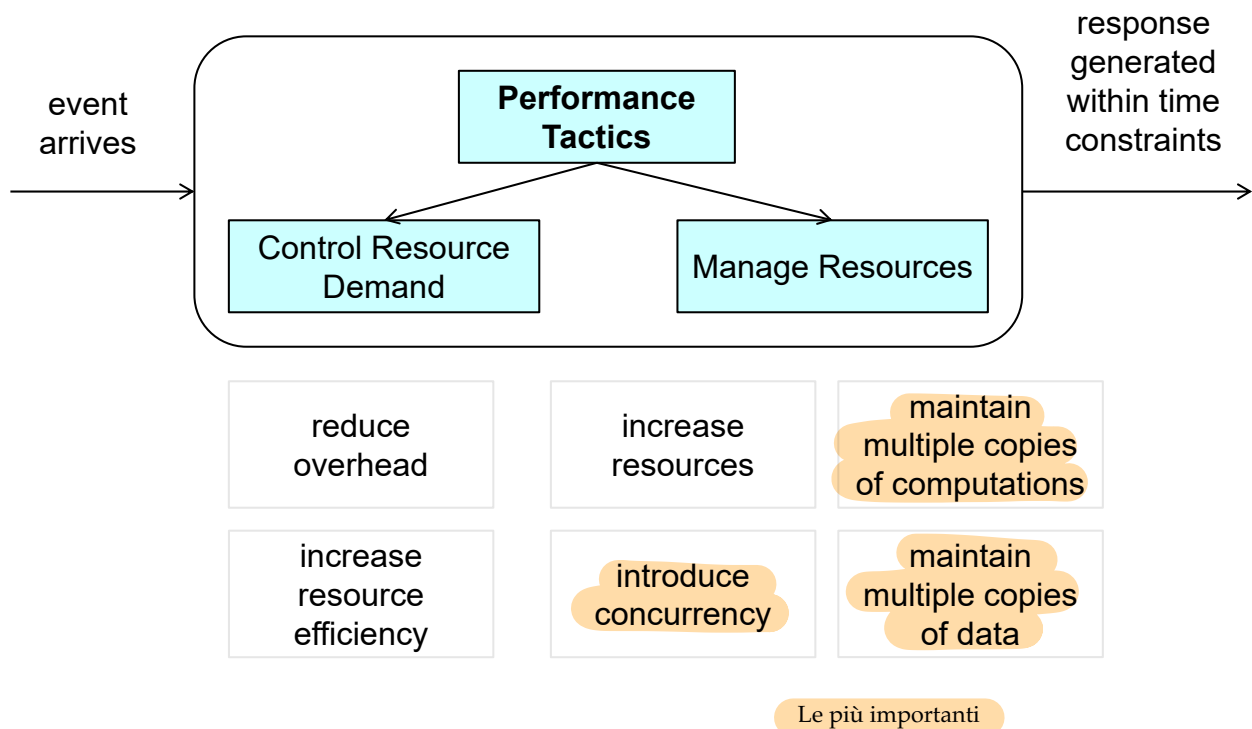 event
arrives
Performance
Tactics
response
generated
within time
constraints
Control Resource
Demand
Manage Resources
reduce
overhead
increase
resources
maintain
multiple copies
of computations
increase
resource
efficiency
introduce
concurrency
maintain
multiple copies
of data
Le più importanti